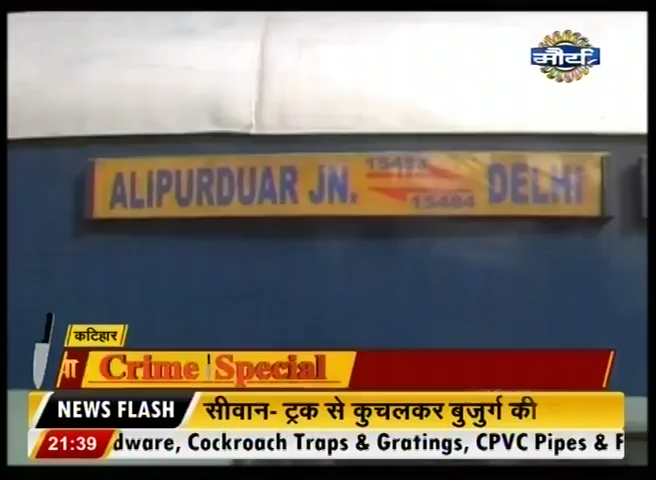 मौर्य
ALIPURDUAR JN.
15483
15484
DELHI
कटिहार
Crime Special
NEWS FLASH
सीवान- ट्रक से कुचलकर बुजुर्ग की
21:39
dware, Cockroach Traps & Gratings, CPVC Pipes & F